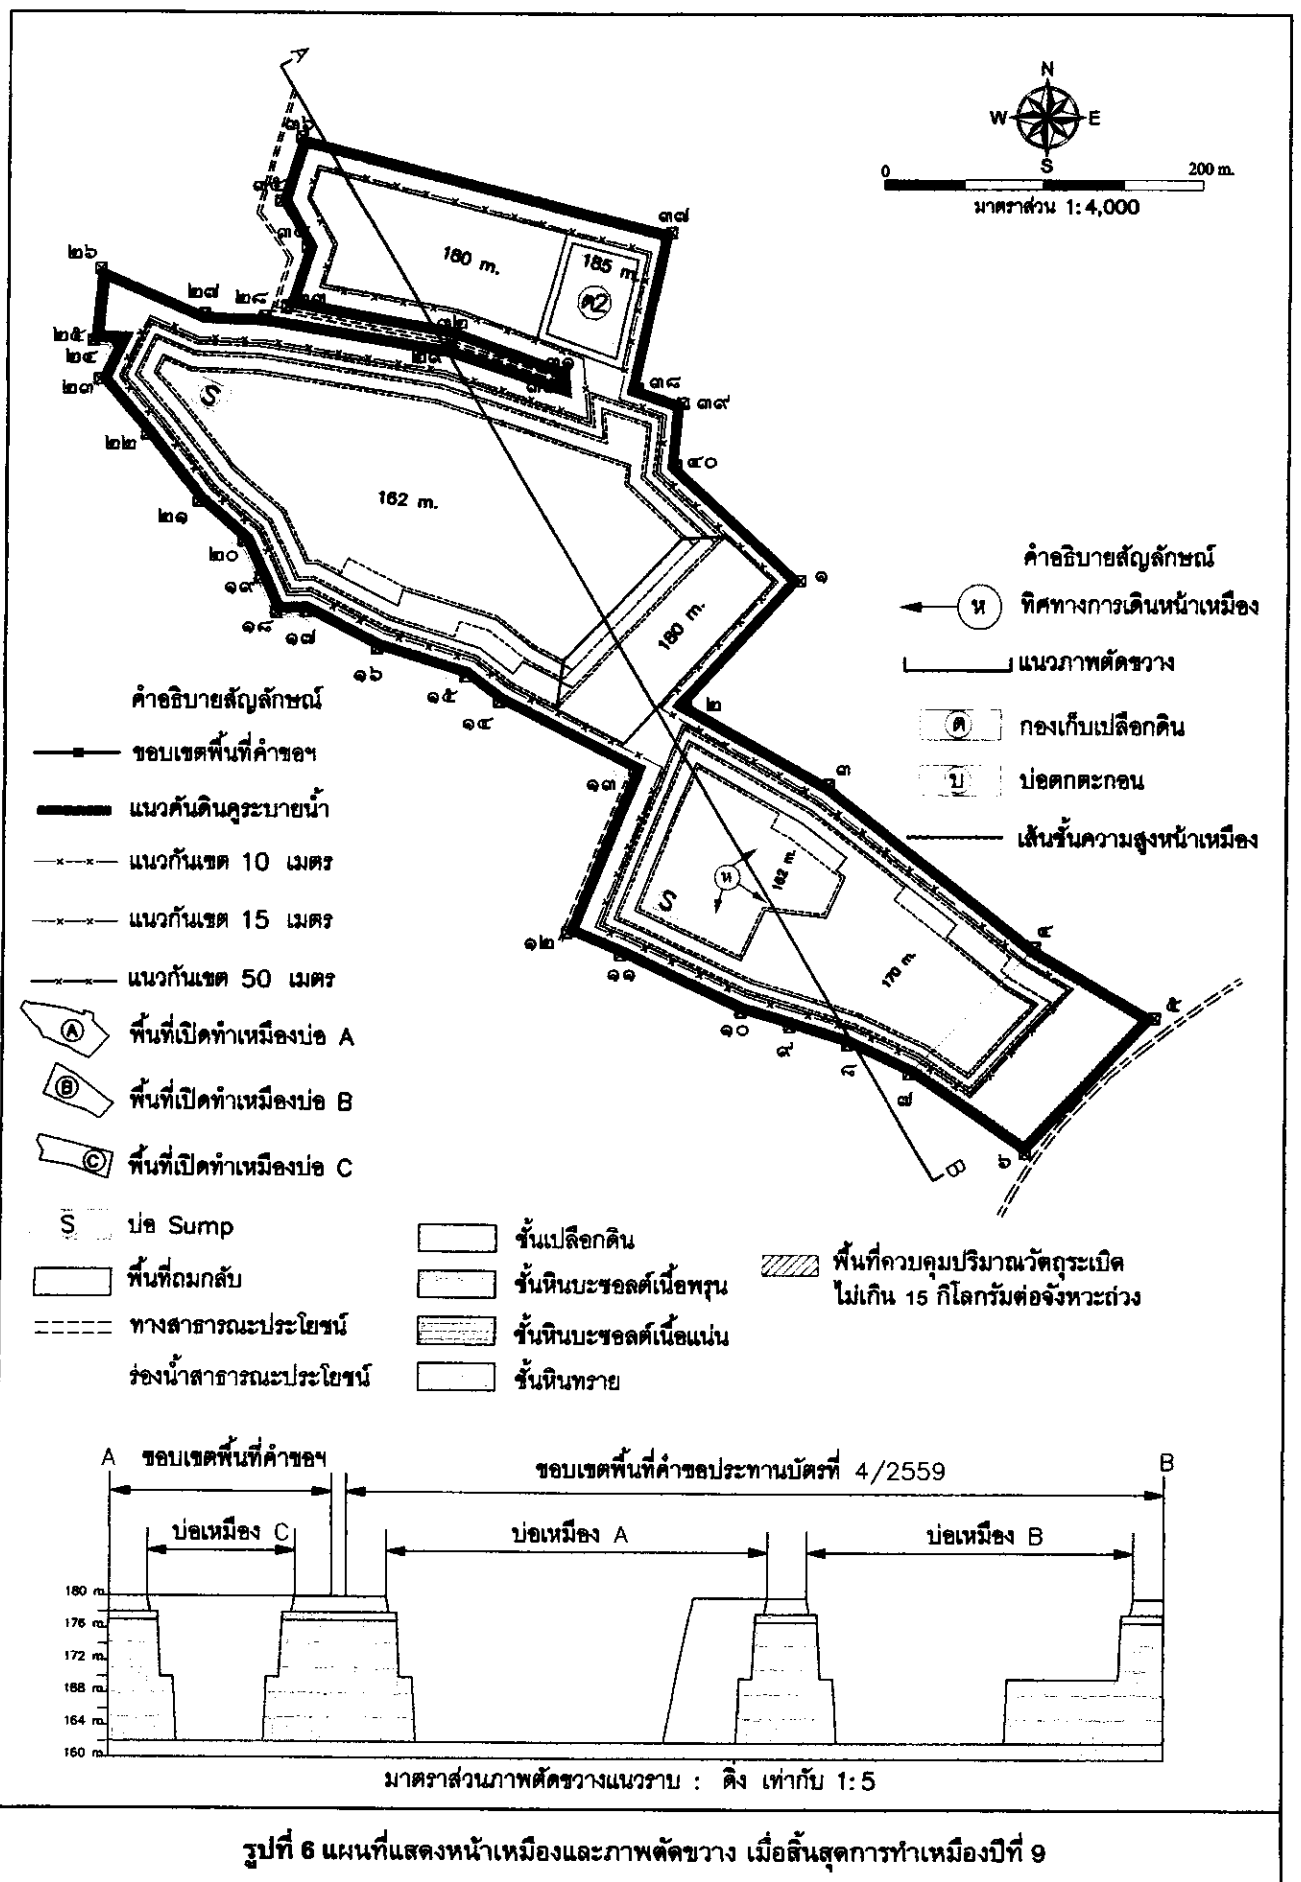 A
N
W E
S
0 200 m.
มาตราส่วน 1:4,000
๓๖
๓๗
๓๕
๓๔
180 m.
185 m.
ต2
๒๖
๒๗
๒๘
๓๓
๓๒
๒๕
๒๙
๓๑
๒๔
๓๐
๓๘
๒๓
๓๙
S
๒๒
๔๐
162 m.
๒๑
๒๐
๑
๑๙
๑๘ ๑๗
180 m.
๑๖
๑๕
๒
๑๔
๑๓
๓
ห
162 m.
S
๑๒
๔
๑๑
170 m.
๑๐
๙
๕
๘
๗
๖
B
คำอธิบายสัญลักษณ์
ห ทิศทางการเดินหน้าเหมือง
แนวภาพตัดขวาง
ต กองเก็บเปลือกดิน
บ บ่อตกตะกอน
เส้นชั้นความสูงหน้าเหมือง
คำอธิบายสัญลักษณ์
ขอบเขตพื้นที่คำขอฯ
แนวคันดินคูระบายน้ำ
แนวกันเขต 10 เมตร
แนวกันเขต 15 เมตร
แนวกันเขต 50 เมตร
A พื้นที่เปิดทำเหมืองบ่อ A
B พื้นที่เปิดทำเหมืองบ่อ B
C พื้นที่เปิดทำเหมืองบ่อ C
S บ่อ Sump
พื้นที่ถมกลับ
ทางสาธารณะประโยชน์
ร่องน้ำสาธารณะประโยชน์
ชั้นเปลือกดิน
ชั้นหินบะซอลต์เนื้อพรุน
ชั้นหินบะซอลต์เนื้อแน่น
ชั้นหินทราย
พื้นที่ควบคุมปริมาณวัตถุระเบิด
ไม่เกิน 15 กิโลกรัมต่อจังหวะถ่วง
A ขอบเขตพื้นที่คำขอฯ ขอบเขตพื้นที่คำขอประทานบัตรที่ 4/2559 B
บ่อเหมือง C บ่อเหมือง A บ่อเหมือง B
180 m.
176 m.
172 m.
168 m.
164 m.
160 m.
มาตราส่วนภาพตัดขวางแนวราบ : ดิ่ง เท่ากับ 1:5
รูปที่ 6 แผนที่แสดงหน้าเหมืองและภาพตัดขวาง เมื่อสิ้นสุดการทำเหมืองปีที่ 9